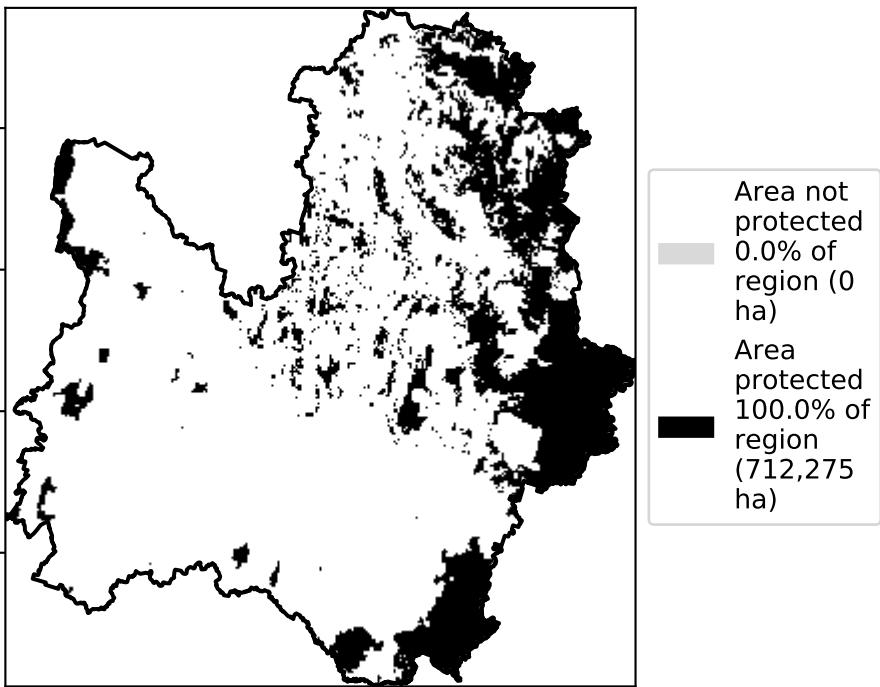 Area not
protected
0.0% of
region (0
ha)
Area
protected
100.0% of
region
(712,275
ha)